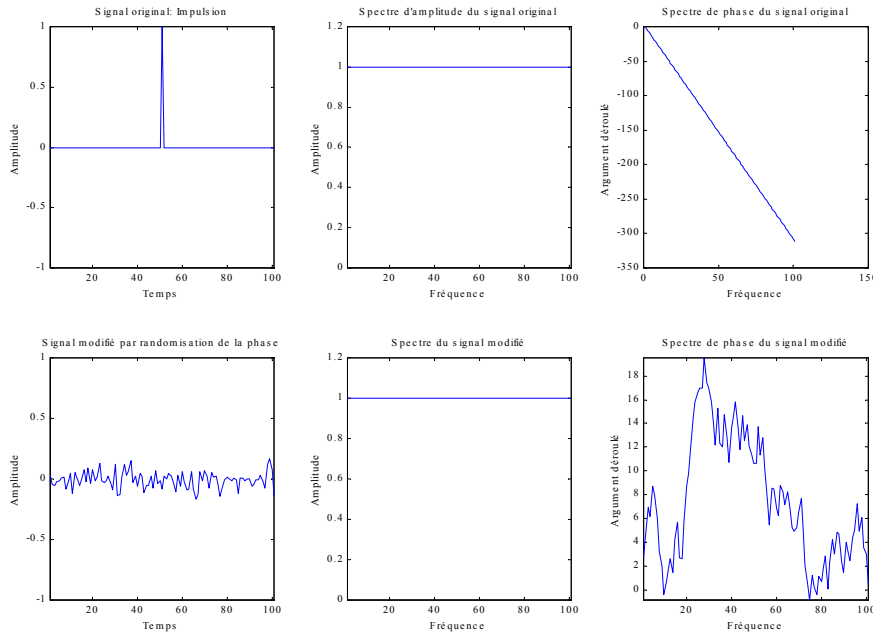 Signal original: Impulsion
1
0.5
0
-0.5
-1
Amplitude
20 40 60 80 100
Temps
Spectre d'amplitude du signal original
1.2
1
0.8
0.6
0.4
0.2
0
Amplitude
20 40 60 80 100
Fréquence
Spectre de phase du signal original
0
-50
-100
-150
-200
-250
-300
-350
Argument déroulé
0 50 100 150
Fréquence
Signal modifié par randomisation de la phase
1
0.5
0
-0.5
-1
Amplitude
20 40 60 80 100
Temps
Spectre du signal modifié
1.2
1
0.8
0.6
0.4
0.2
0
Amplitude
20 40 60 80 100
Fréquence
Spectre de phase du signal modifié
18
16
14
12
10
8
6
4
2
0
Argument déroulé
20 40 60 80 100
Fréquence